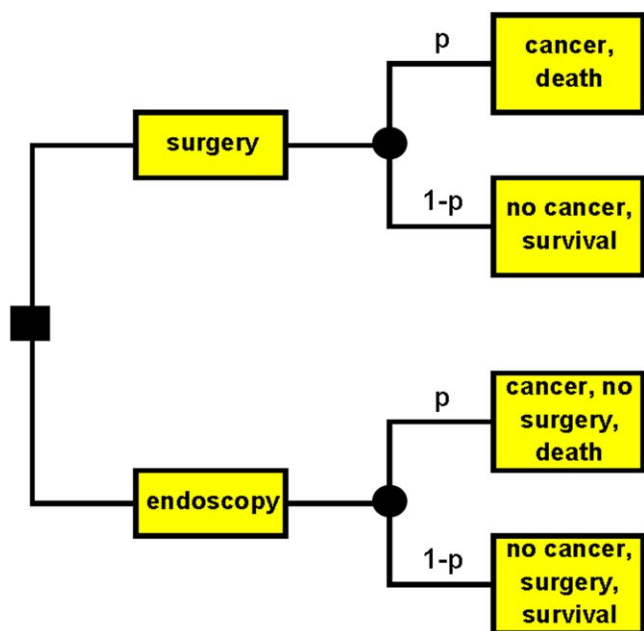 p
cancer,
death
surgery
1-p
no cancer,
survival
p
cancer, no
surgery,
death
endoscopy
1-p
no cancer,
surgery,
survival